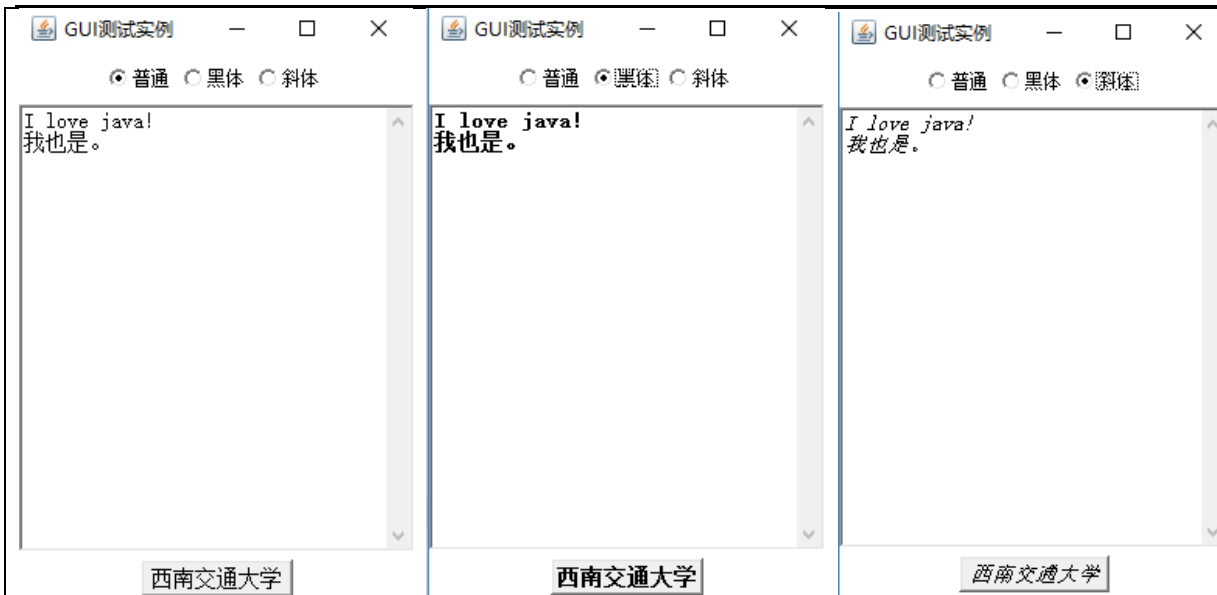 GUI测试实例
普通 黑体 斜体
I love java!
我也是。
西南交通大学
GUI测试实例
普通 黑体 斜体
I love java!
我也是。
西南交通大学
GUI测试实例
普通 黑体 斜体
I love java!
我也是。
西南交通大学